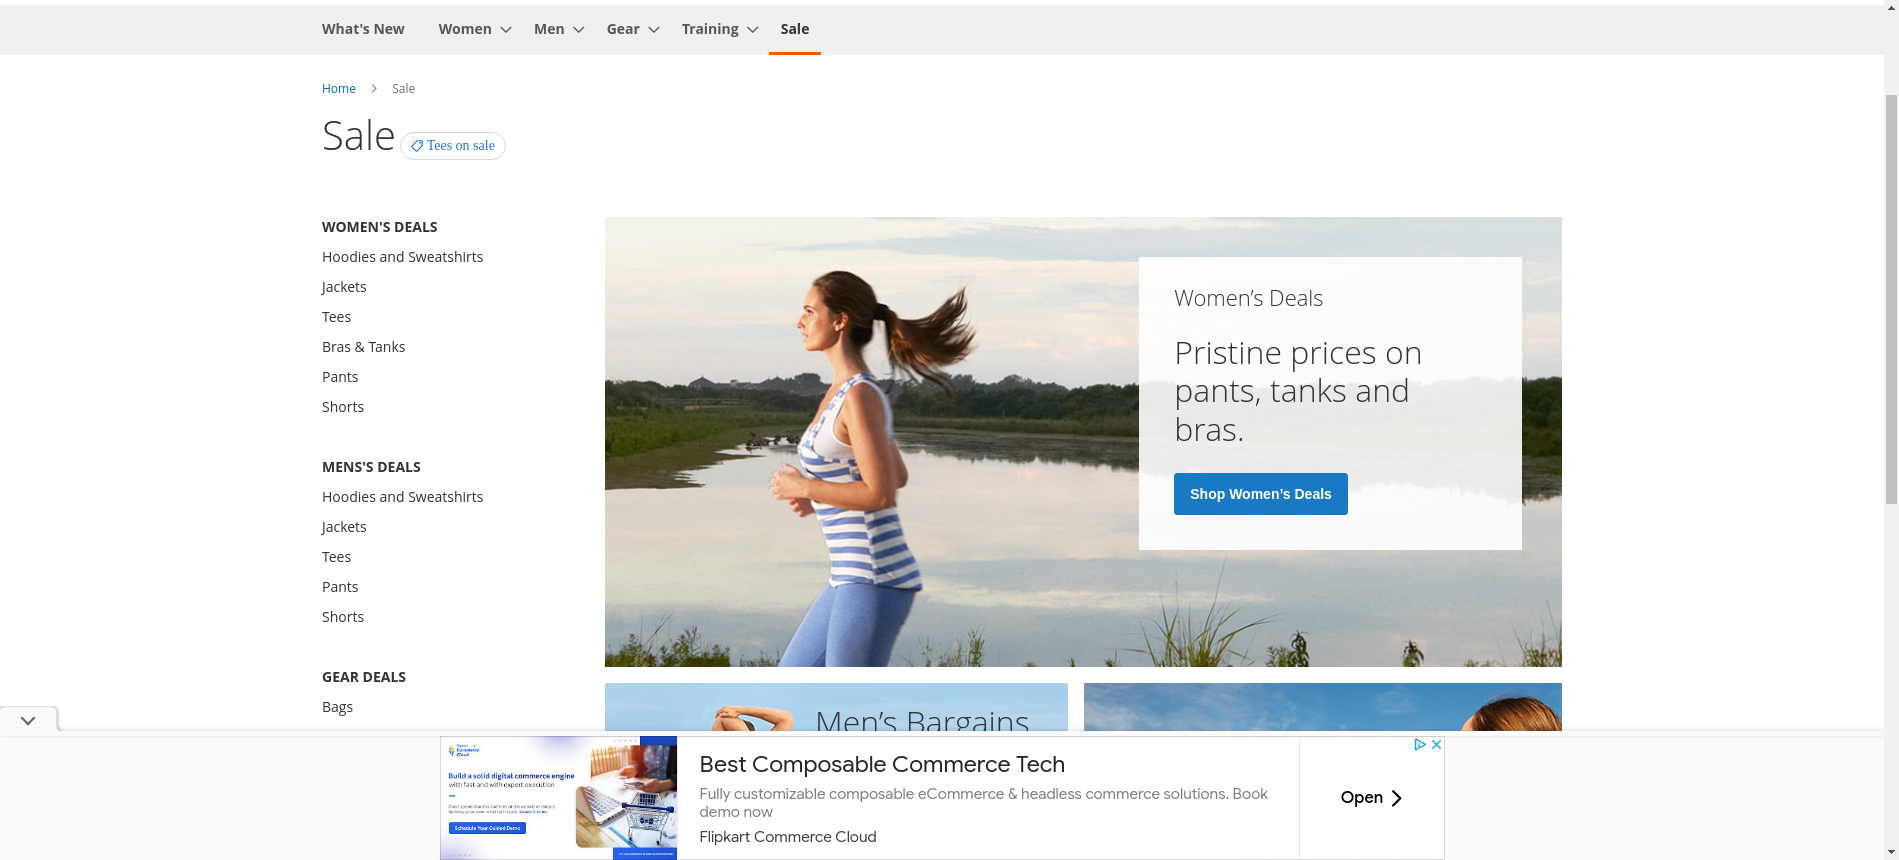 What's New
Women
Men
Gear
Training
Sale
Home
Sale
Sale
Tees on sale
WOMEN'S DEALS
Hoodies and Sweatshirts
Jackets
Tees
Bras & Tanks
Pants
Shorts
MENS'S DEALS
Hoodies and Sweatshirts
Jackets
Tees
Pants
Shorts
GEAR DEALS
Bags
Women’s Deals
Pristine prices on
pants, tanks and
bras.
Shop Women’s Deals
Men’s Bargains
Commerce
Cloud
Build a solid digital commerce engine
with fast and with expert execution
Schedule Your Guided Demo
Best Composable Commerce Tech
Fully customizable composable eCommerce & headless commerce solutions. Book
demo now
Flipkart Commerce Cloud
Open